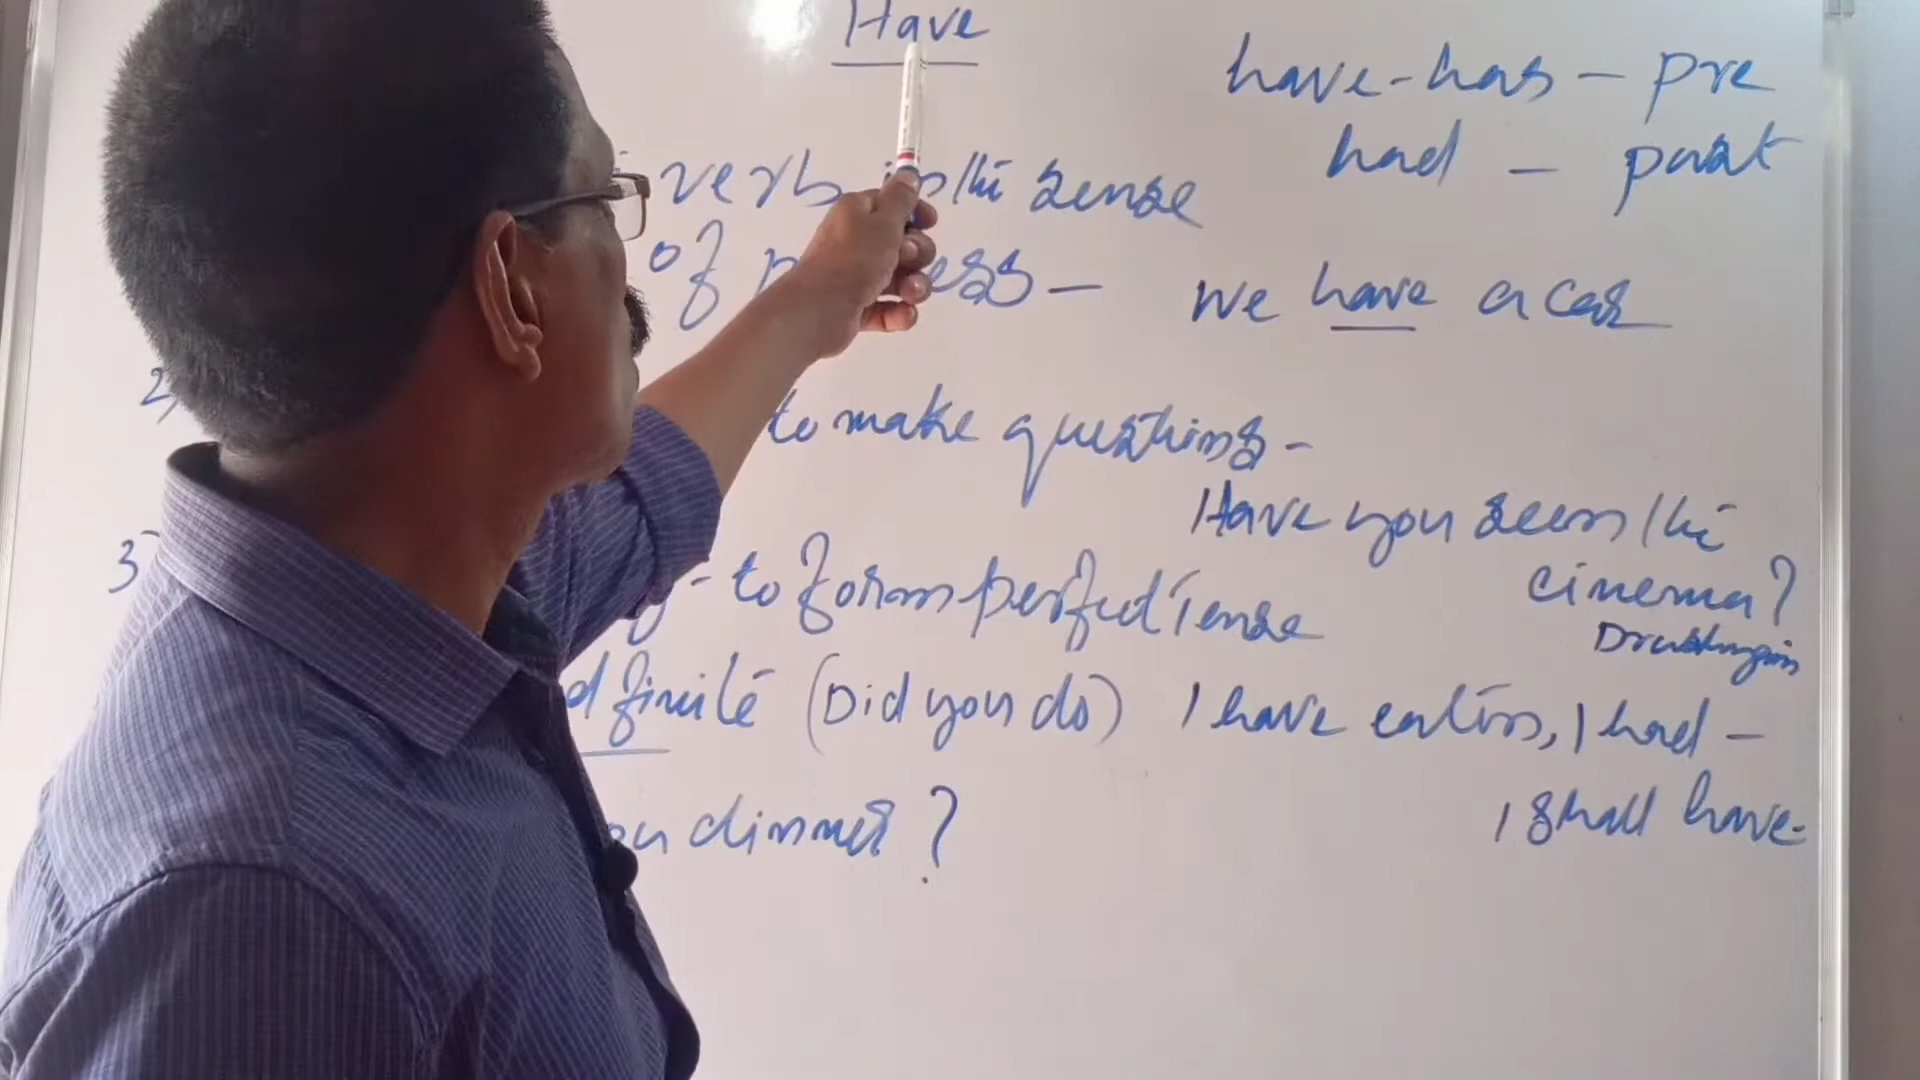 Have
have-has - pre
had - past
verb in the sense
of ess -
We have a car
2)
to make questions -
Have you seen the
cinema?
3
- to form perfect Tense
d finite (Did you do)
I have eaten, I had -
I shall have -
ou dinner?